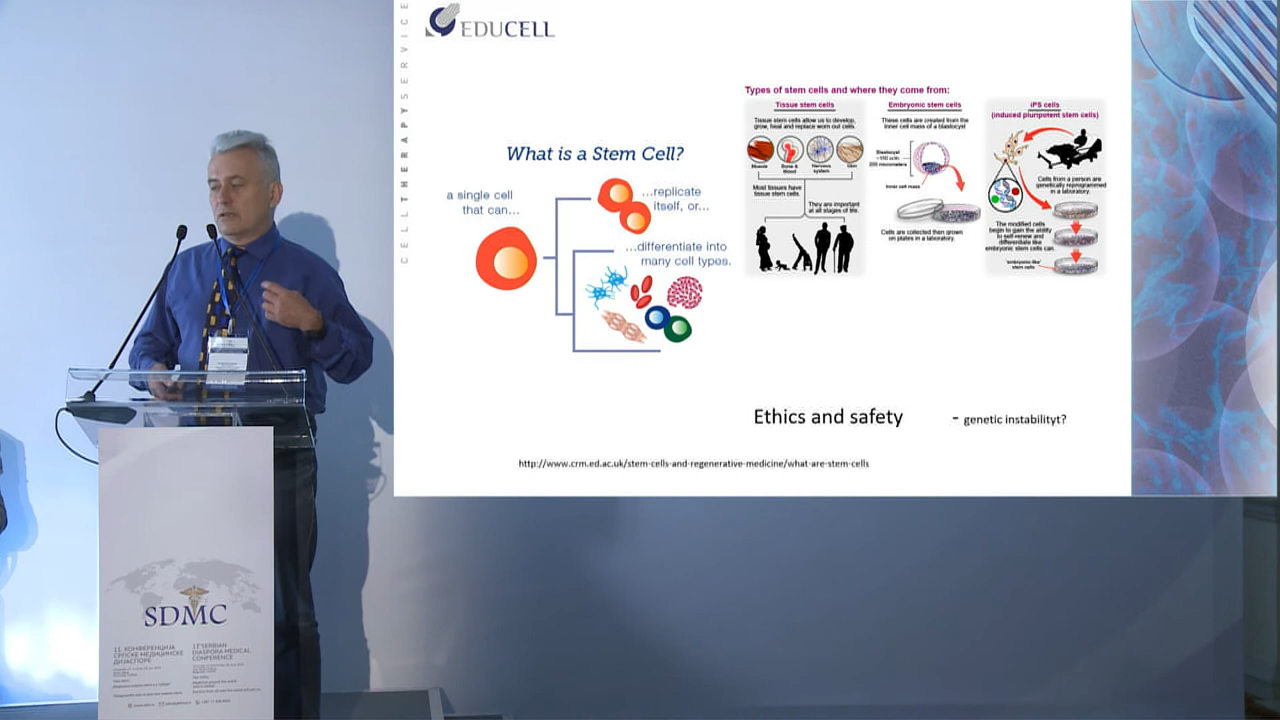 EDUCELL
CELL THERAPY SERVICE
What is a Stem Cell?
a single cell
that can...
...replicate
itself, or...
...differentiate into
many cell types.
Types of stem cells and where they come from:
Tissue stem cells
Tissue stem cells allow us to develop,
grow, heal and replace worn out cells.
Muscle
Bone &
blood
Nervous
system
Skin
Most tissues have
tissue stem cells.
They are important
at all stages of life.
Embryonic stem cells
These cells are created from the
inner cell mass of a blastocyst
Blastocyst
Inner cell mass
Cells are collected then grown
on plates in a laboratory.
iPS cells
(induced pluripotent stem cells)
Cells from a person are
genetically reprogrammed
in a laboratory.
The modified cells
begin to gain the ability
to self-renew and
differentiate like
embryonic stem cells can.
'embryonic-like'
stem cells
Ethics and safety
- genetic instabilityt?
http://www.crm.ed.ac.uk/stem-cells-and-regenerative-medicine/what-are-stem-cells
SDMC
11. КОНФЕРЕНЦИЈА
СРПСКЕ МЕДИЦИНСКЕ
ДИЈАСПОРЕ
SERBIAN
DIASPORA MEDICAL
CONFERENCE